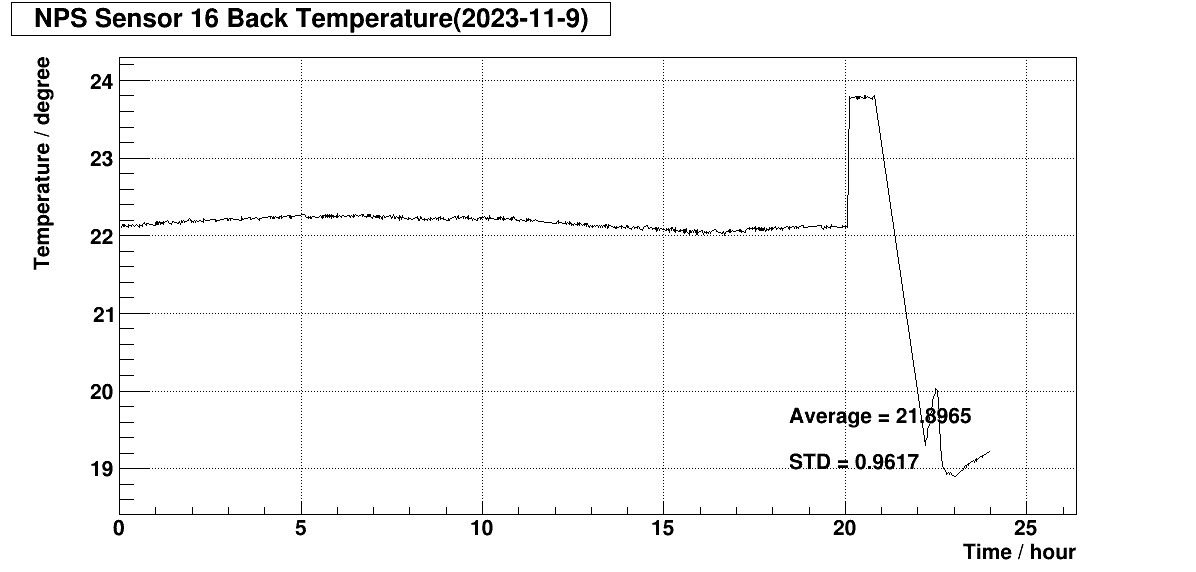 NPS Sensor 16 Back Temperature(2023-11-9)
Temperature / degree
24
23
22
21
20
19
Average = 21.8965
STD = 0.9617
0 5 10 15 20 25
Time / hour